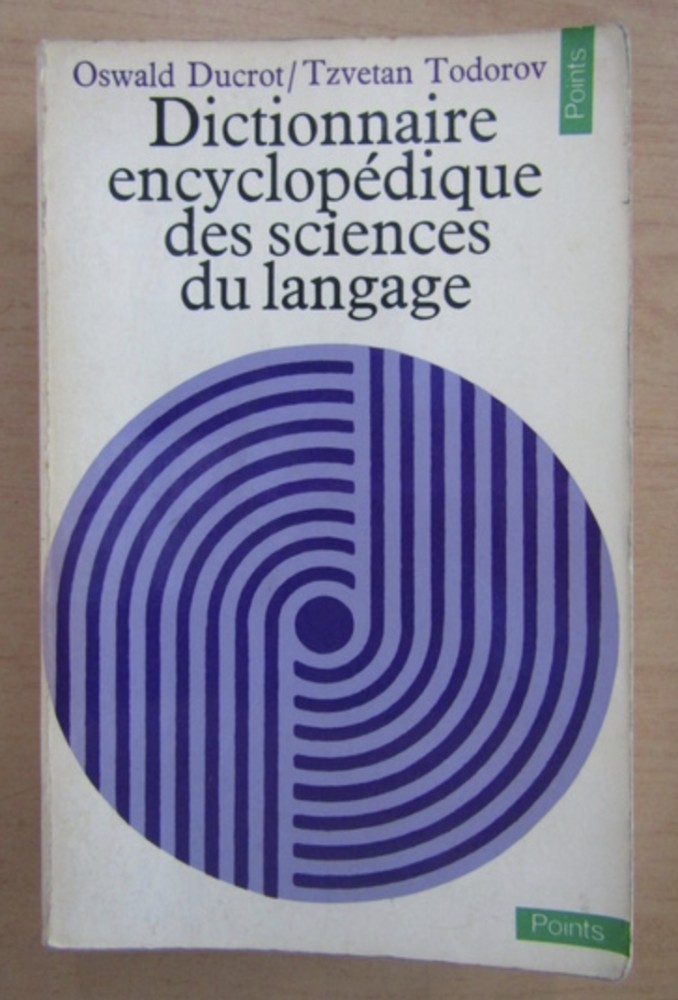 Oswald Ducrot/Tzvetan Todorov
Points
Dictionnaire
encyclopédique
des sciences
du langage
Points